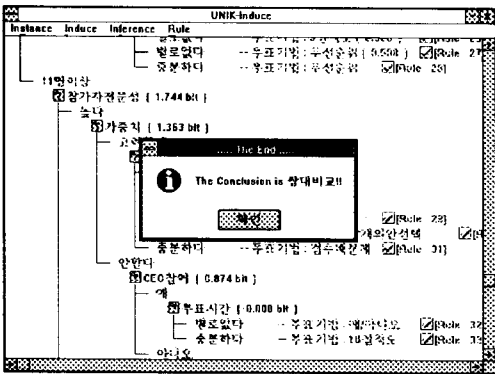 UNIK-Induce
Instance Induce Inference Rule
별로없다 -- 투표기법 : 우선순위 ( 0.508 ) [Rule 27
충분하다 -- 투표기법 : 우선순위 [Rule 28]
11명이상
참가자전문성 ( 1.744 bit )
높다
가중치 ( 1.363 bit )
..... The End .....
The Conclusion is 쌍대비교!!
확인
[Rule 29]
충분하다 -- 투표기법 : 점수에분배 [Rule 31]
안한다
CEO참여 ( 0.874 bit )
예
투표시간 ( 0.000 bit )
별로없다 -- 투표기법 : 예/아니오 [Rule 32
충분하다 -- 투표기법 : 10점척도 [Rule 33
아니오